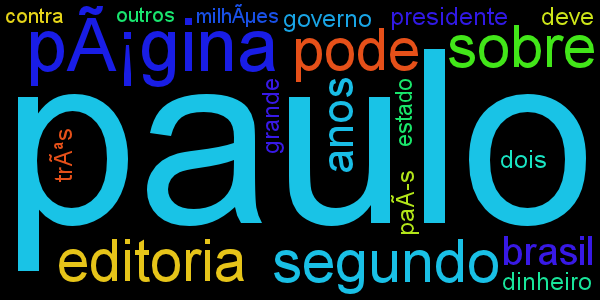 contra
outros
milhÃµes
governo
presidente
deve
pÃ¡gina
pode
sobre
paulo
trÃªs
grande
anos
estado
dois
paÃ­s
editoria
segundo
brasil
dinheiro